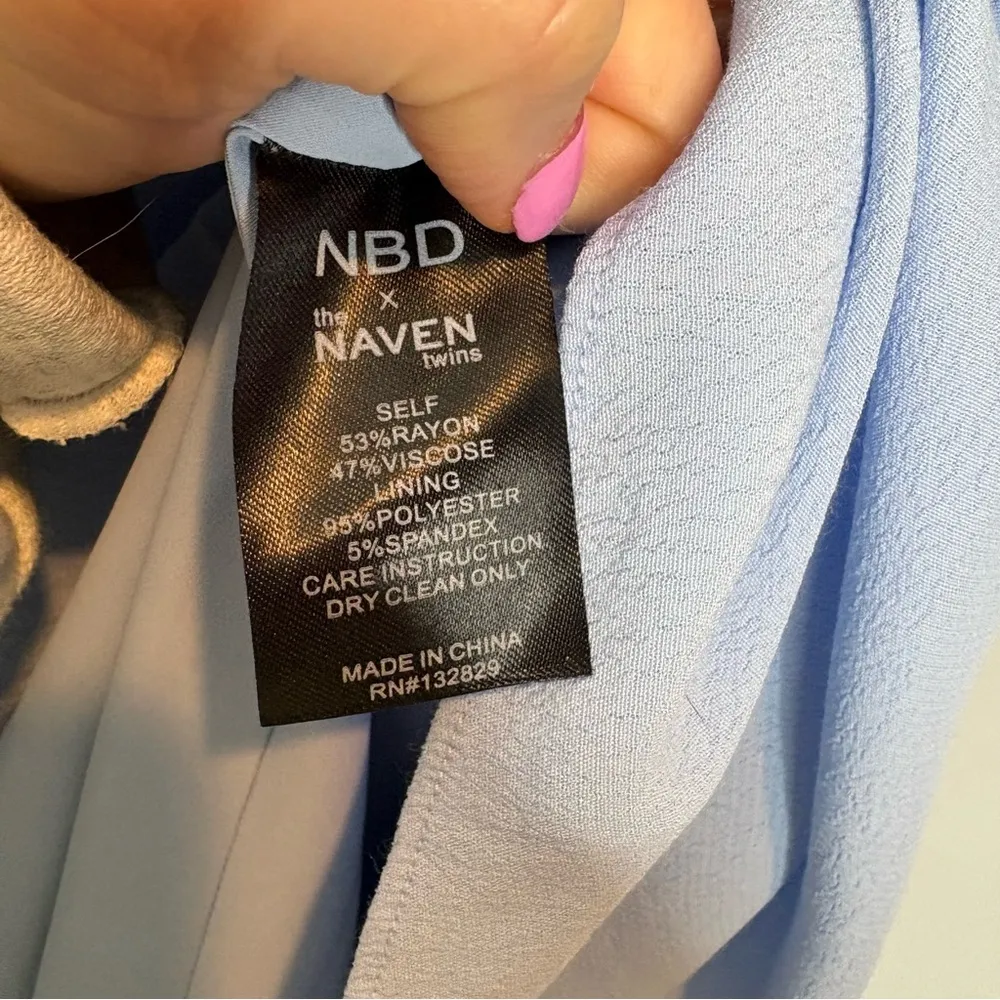 NBD
x
the
NAVEN
twins
SELF
53%RAYON
47%VISCOSE
LINING
95%POLYESTER
5%SPANDEX
CARE INSTRUCTION
DRY CLEAN ONLY
MADE IN CHINA
RN#132829